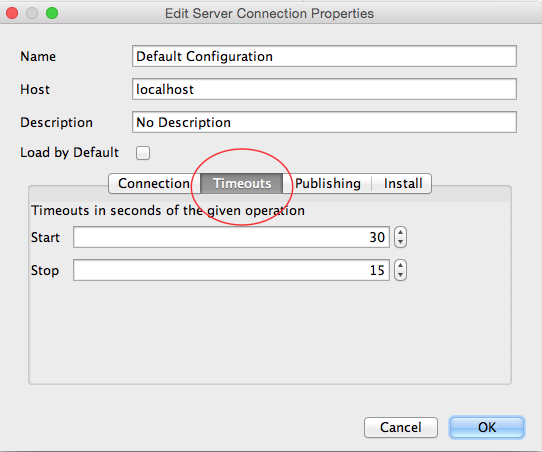 Edit Server Connection Properties
Name Default Configuration
Host localhost
Description No Description
Load by Default
Connection Timeouts Publishing Install
Timeouts in seconds of the given operation
Start 30
Stop 15
Cancel OK